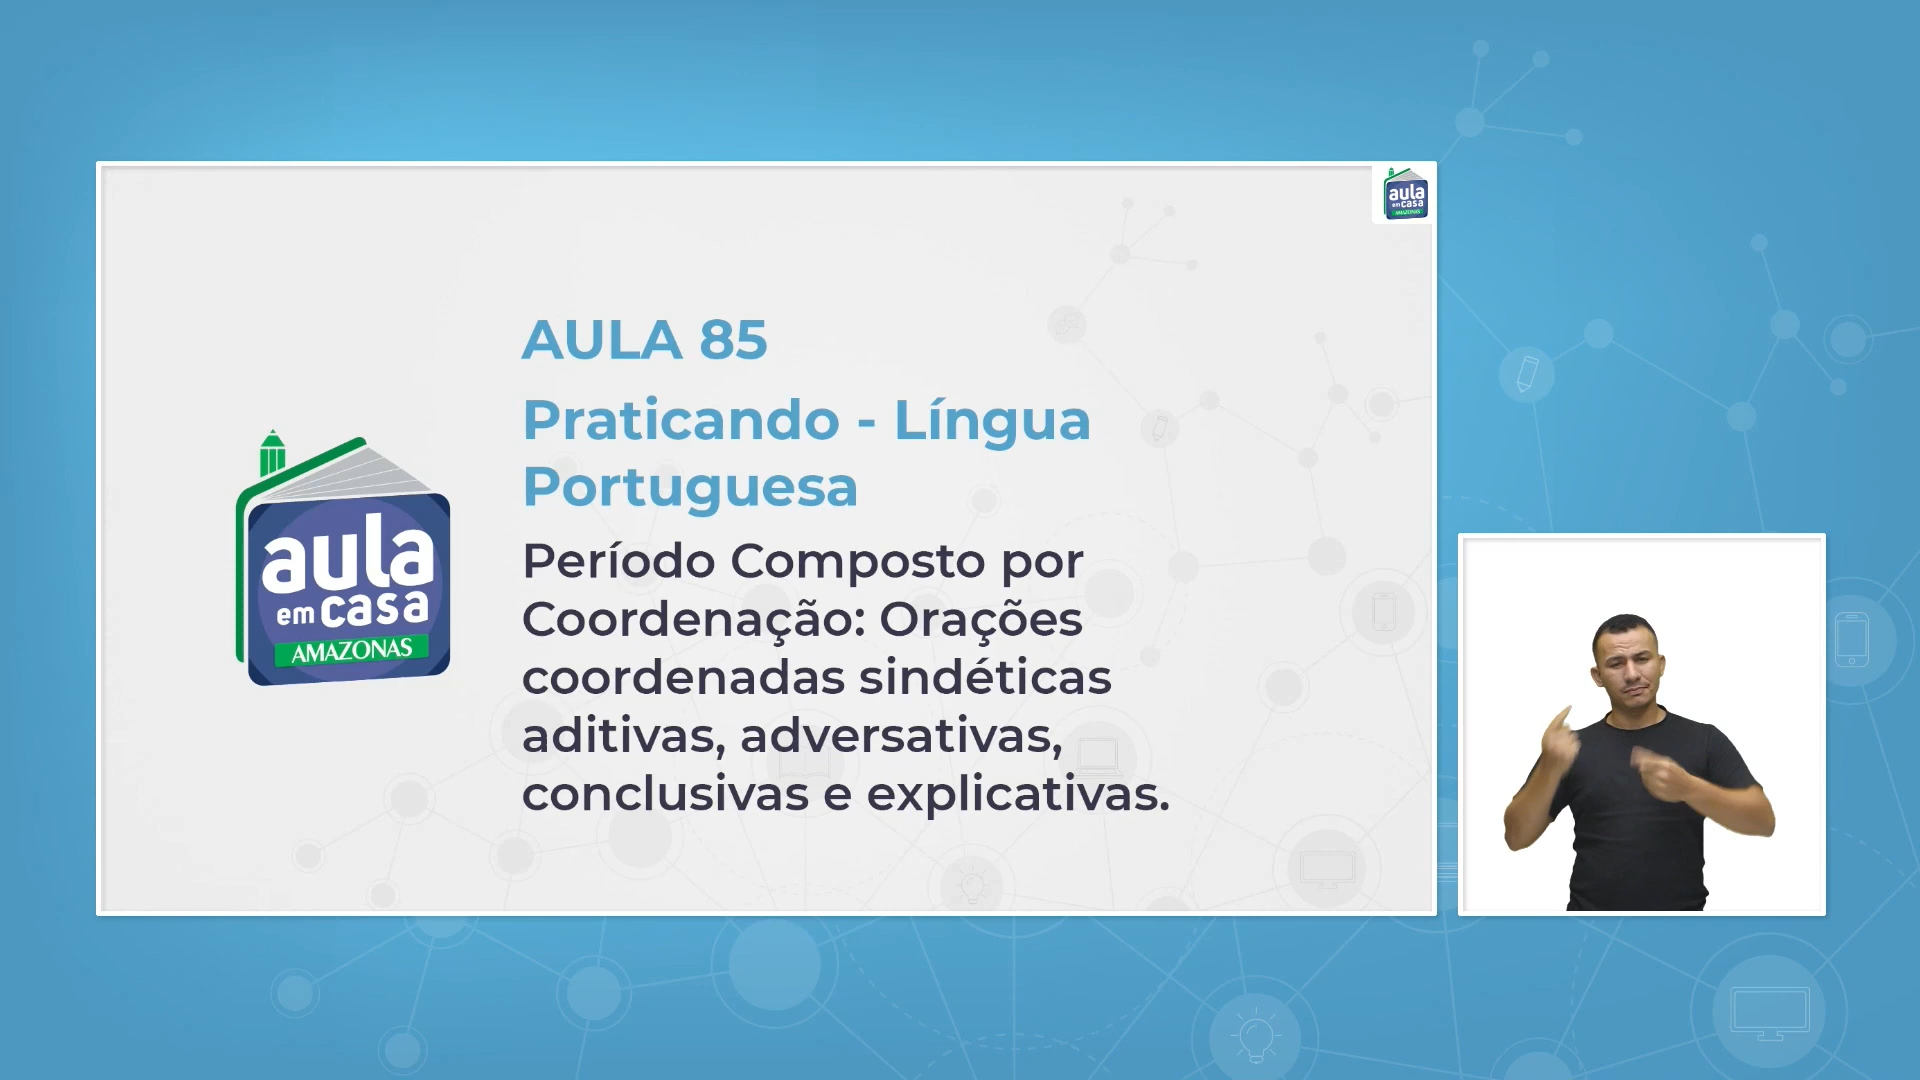 aula
em casa
AMAZONAS
AULA 85
Praticando - Língua
Portuguesa
Período Composto por
Coordenação: Orações
coordenadas sindéticas
aditivas, adversativas,
conclusivas e explicativas.
aula
em casa
AMAZONAS